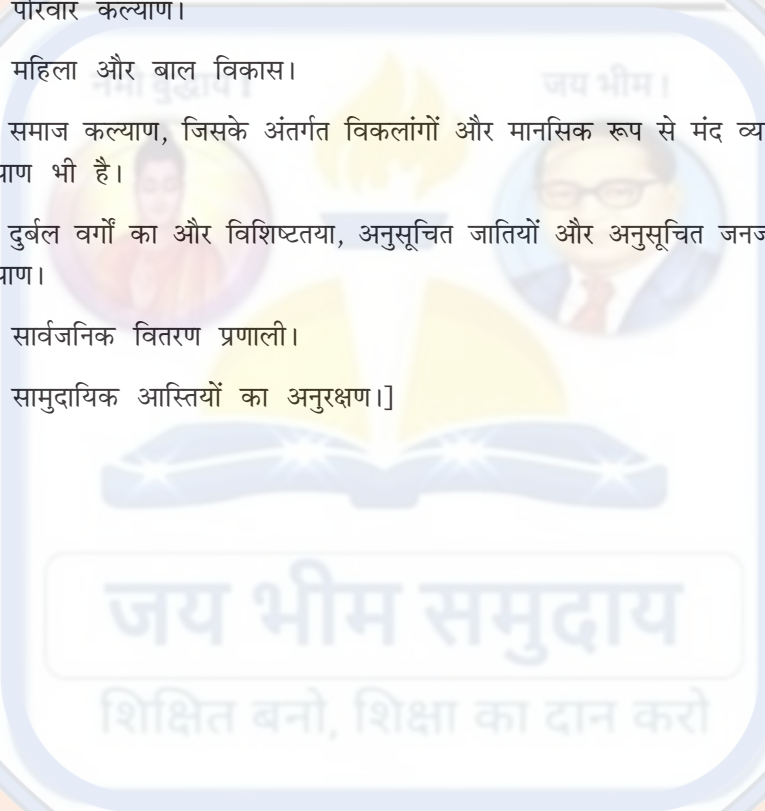 परिवार कल्याण।
नमो बुद्धाय !
जय भीम !
महिला और बाल विकास।
समाज कल्याण, जिसके अंतर्गत विकलांगों और मानसिक रूप से मंद
भी है।
दुर्बल वर्गों का और विशिष्टतया, अनुसूचित जातियों और अनुसूचित
सार्वजनिक वितरण प्रणाली।
सामुदायिक आस्तियों का अनुरक्षण।]
जय भीम समुदाय
शिक्षित बनो, शिक्षा का दान करो